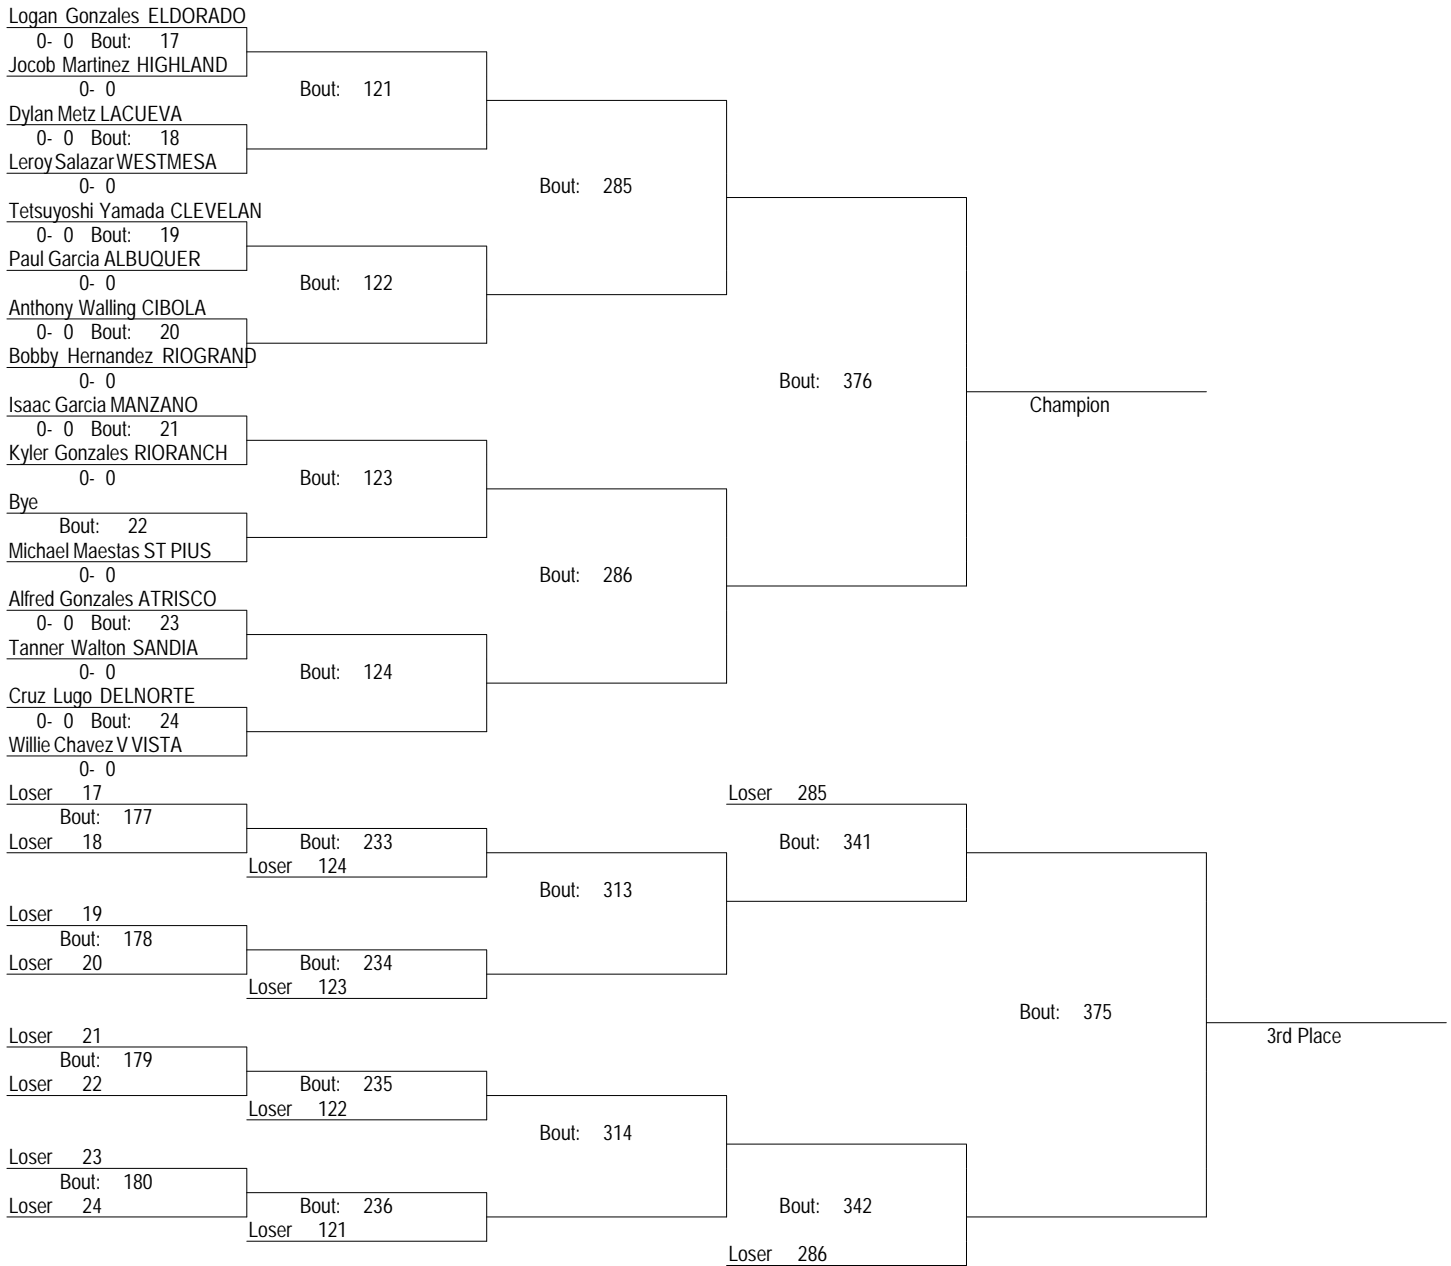 Logan Gonzales ELDORADO
0- 0 Bout: 17
Jocob Martinez HIGHLAND
0- 0
Bout: 121
Dylan Metz LACUEVA
0- 0 Bout: 18
Leroy Salazar WESTMESA
0- 0
Bout: 285
Tetsuyoshi Yamada CLEVELAN
0- 0 Bout: 19
Paul Garcia ALBUQUER
0- 0
Bout: 122
Anthony Walling CIBOLA
0- 0 Bout: 20
Bobby Hernandez RIOGRAND
0- 0
Bout: 376
Isaac Garcia MANZANO
Champion
0- 0 Bout: 21
Kyler Gonzales RIORANCH
0- 0
Bout: 123
Bye
Bout: 22
Michael Maestas ST PIUS
0- 0
Bout: 286
Alfred Gonzales ATRISCO
0- 0 Bout: 23
Tanner Walton SANDIA
0- 0
Bout: 124
Cruz Lugo DELNORTE
0- 0 Bout: 24
Willie Chavez V VISTA
0- 0
Loser 17
Loser 285
Bout: 177
Loser 18
Bout: 233
Bout: 341
Loser 124
Bout: 313
Loser 19
Bout: 178
Loser 20
Bout: 234
Loser 123
Bout: 375
Loser 21
3rd Place
Bout: 179
Loser 22
Bout: 235
Loser 122
Bout: 314
Loser 23
Bout: 180
Loser 24
Bout: 236
Bout: 342
Loser 121
Loser 286